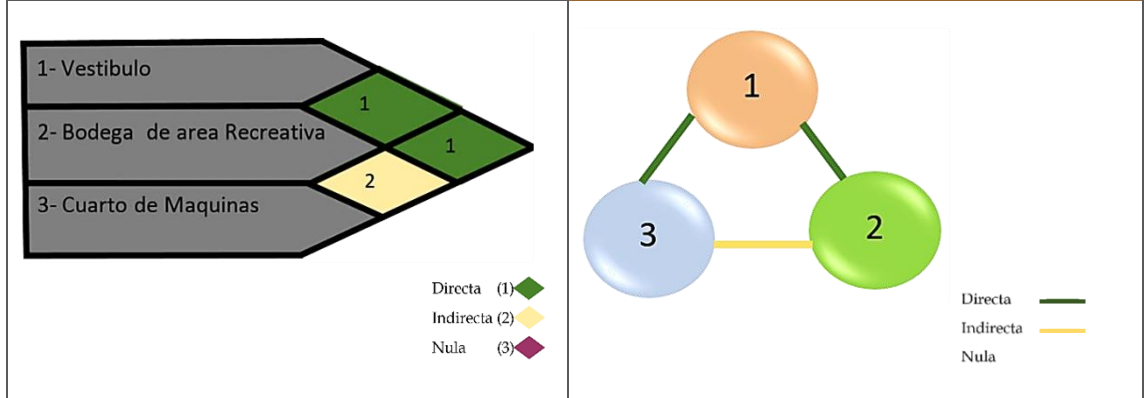 1- Vestibulo
1
2- Bodega de area Recreativa
1
2
3- Cuarto de Maquinas
Directa (1)
Indirecta (2)
Nula (3)
1
3
2
Directa
Indirecta
Nula